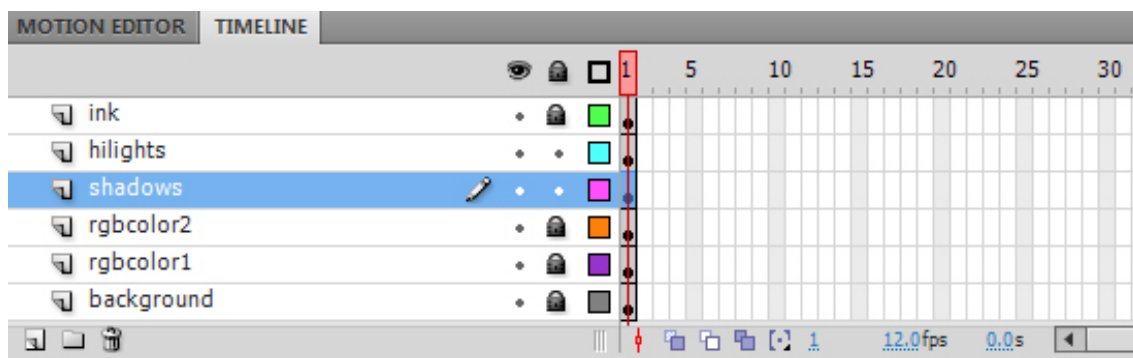 MOTION EDITOR TIMELINE
1 5 10 15 20 25 30
ink
hilights
shadows
rgbcolor2
rgbcolor1
background
1 12.0fps 0.0s